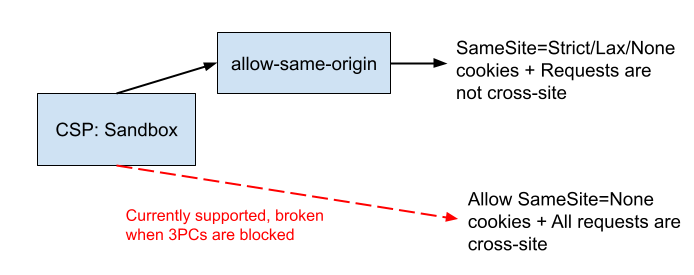 allow-same-origin
SameSite=Strict/Lax/None
cookies + Requests are
not cross-site
CSP: Sandbox
Currently supported, broken
when 3PCs are blocked
Allow SameSite=None
cookies + All requests are
cross-site